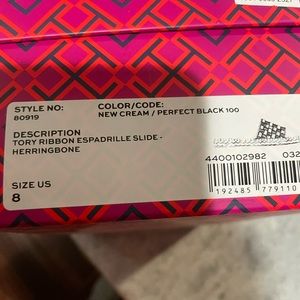 STYLE NO:
80919
COLOR/CODE:
NEW CREAM / PERFECT BLACK 100
DESCRIPTION
TORY RIBBON ESPADRILLE SLIDE -
HERRINGBONE
4400102982 032
SIZE US
8
192485 779110